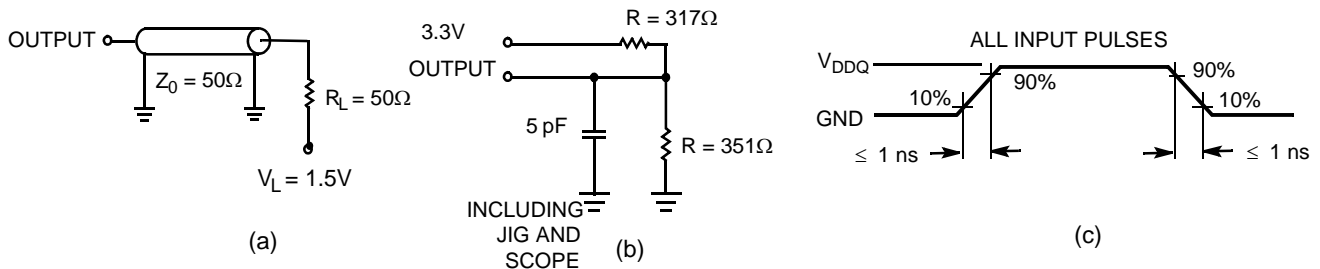 OUTPUT
Z0 = 50Ω
RL = 50Ω
VL = 1.5V
(a)
R = 317Ω
3.3V
OUTPUT
5 pF
R = 351Ω
INCLUDING
JIG AND
SCOPE
(b)
ALL INPUT PULSES
VDDQ
GND
10%
90%
90%
10%
≤ 1 ns
≤ 1 ns
(c)